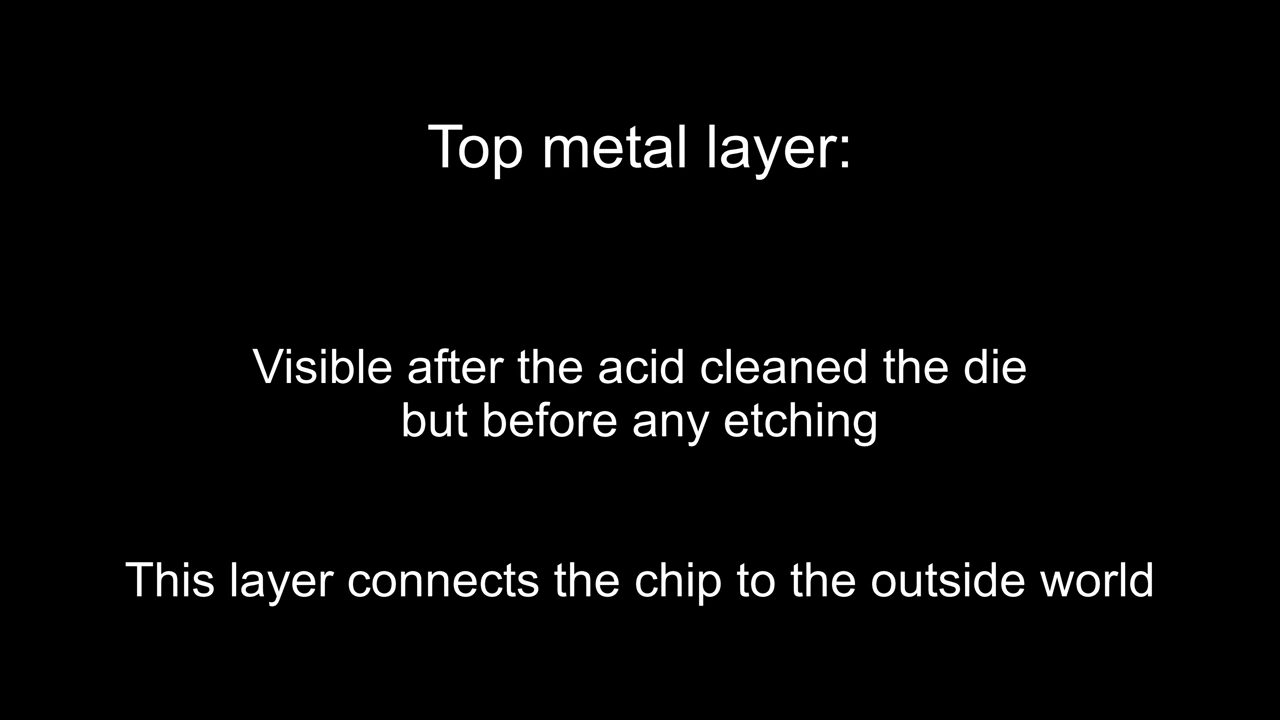 Top metal layer:
Visible after the acid cleaned the die
but before any etching
This layer connects the chip to the outside world